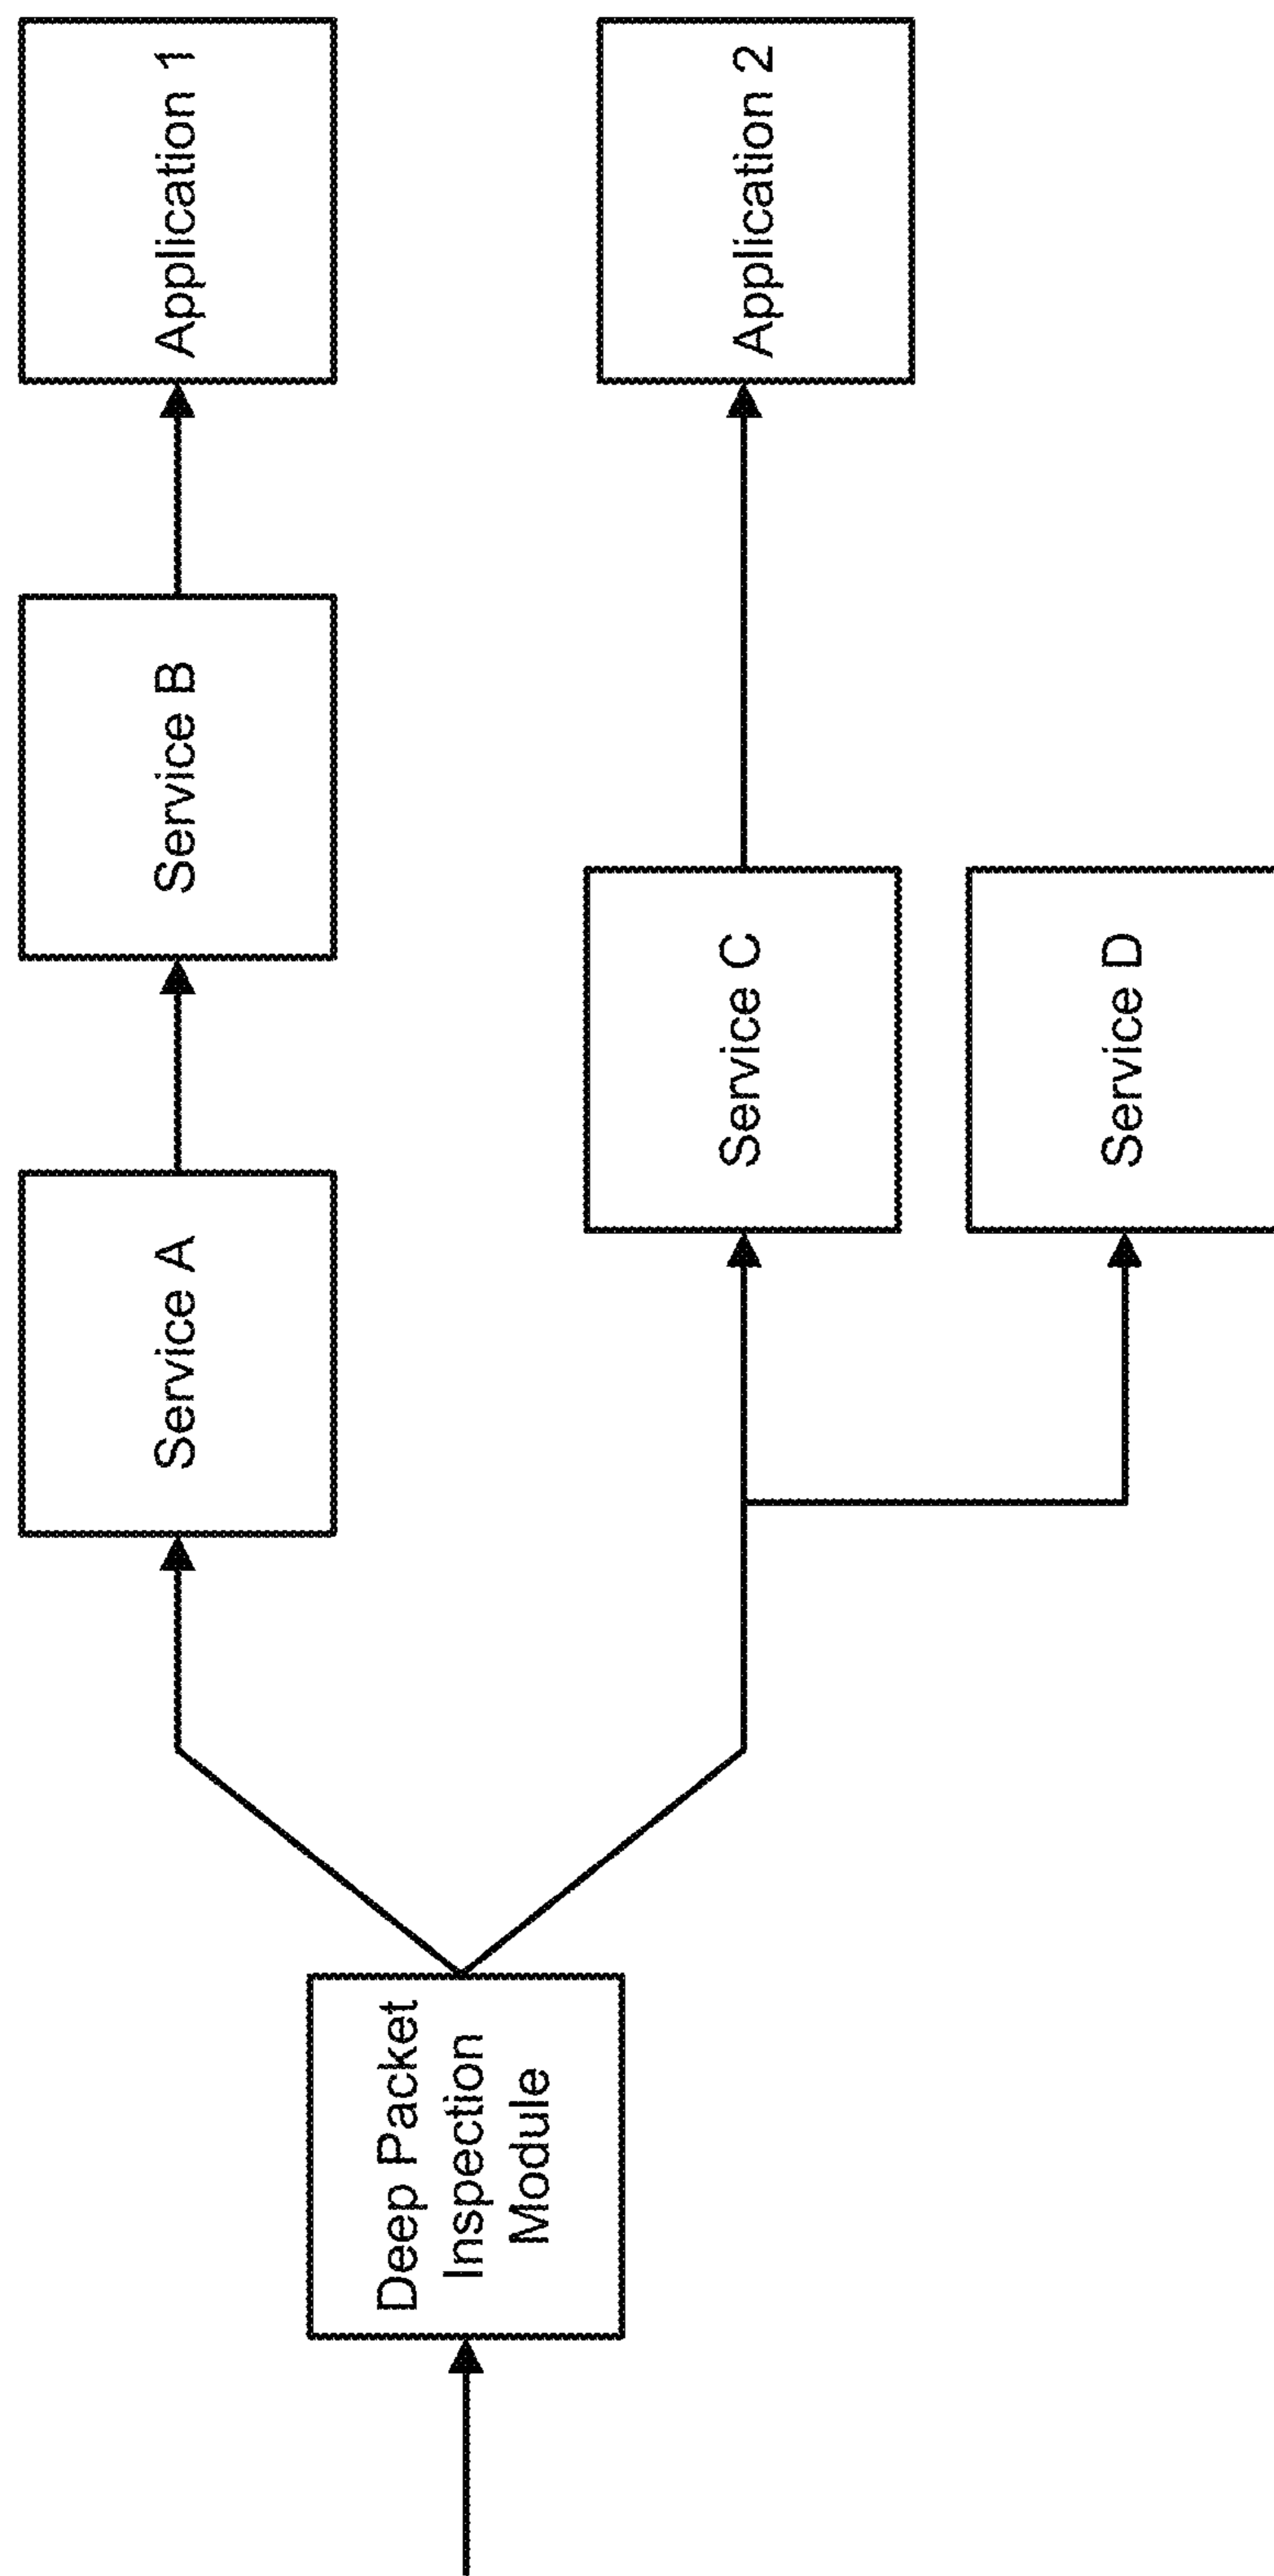 Deep Packet
Inspection
Module
Service A
Service B
Application 1
Service C
Application 2
Service D